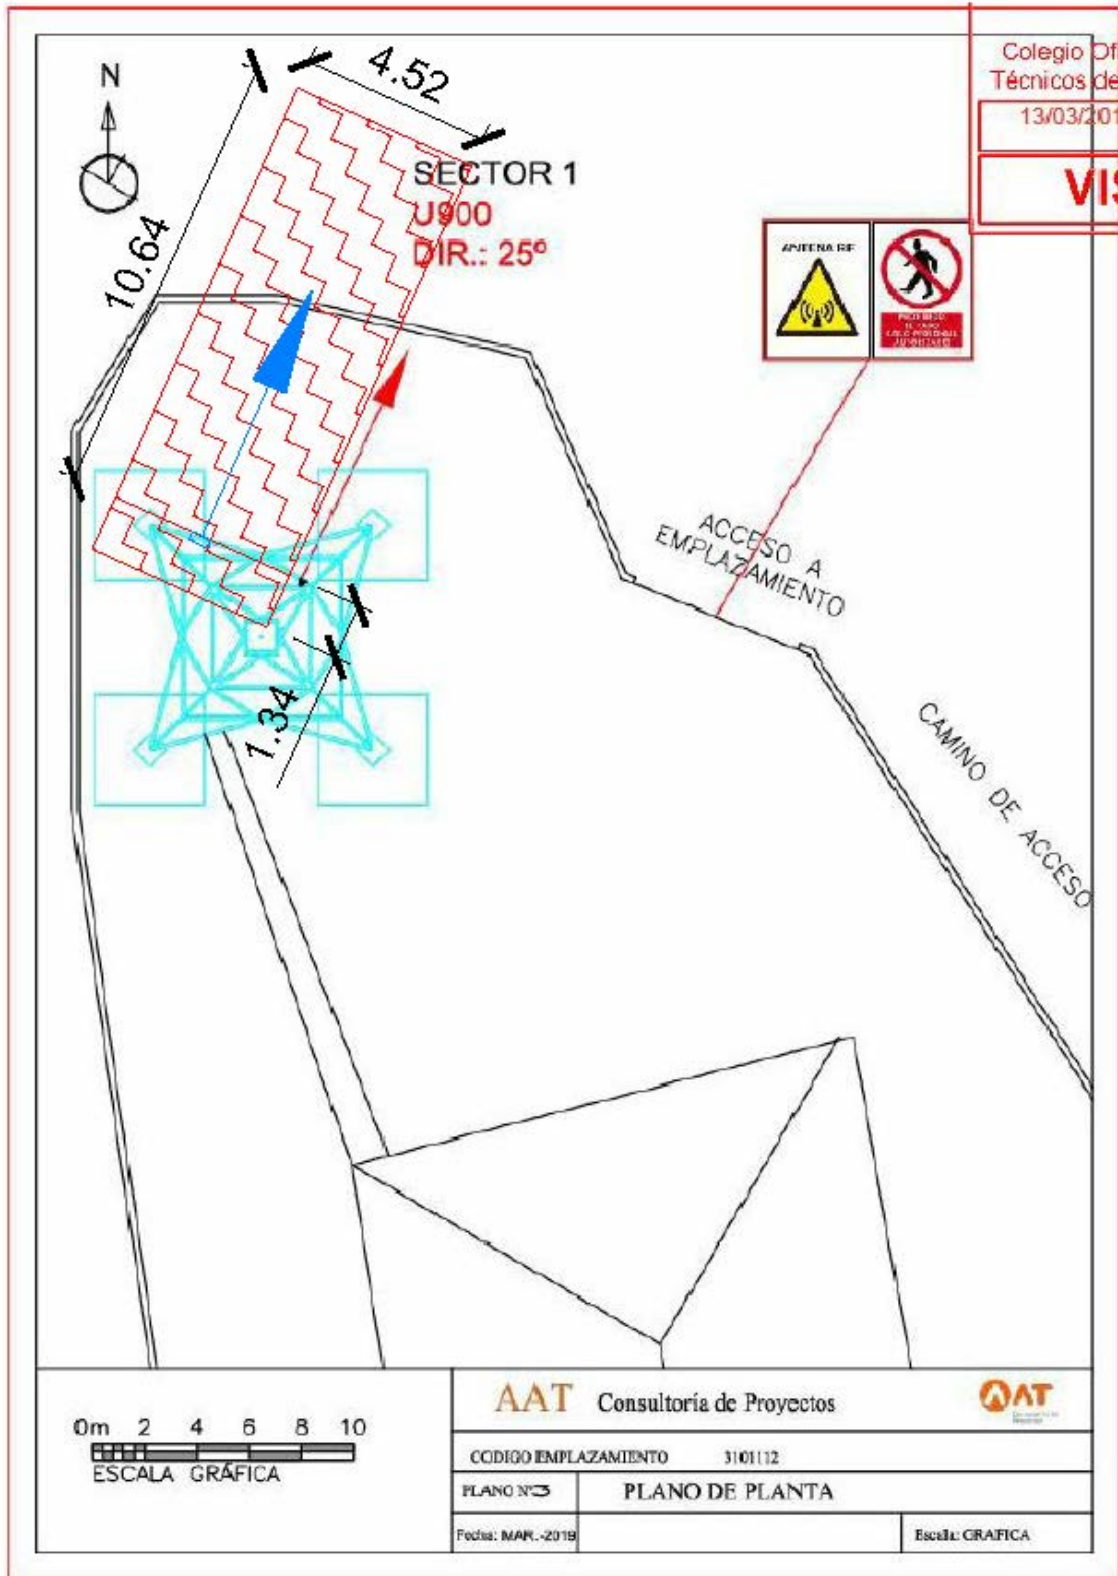 N
4.52
10.64
SECTOR 1
U900
DIR.: 25º
Colegio Of
Técnicos de
13/03/201
VIS
ANTENA RF
ACCESO A
EMPLAZAMIENTO
1.34
CAMINO DE ACCESO
0m 2 4 6 8 10
ESCALA GRÁFICA
AAT Consultoría de Proyectos
AAT
CODIGO EMPLAZAMIENTO 3101112
PLANO Nº3 PLANO DE PLANTA
Fecha: MAR.-2019 Escala: GRAFICA